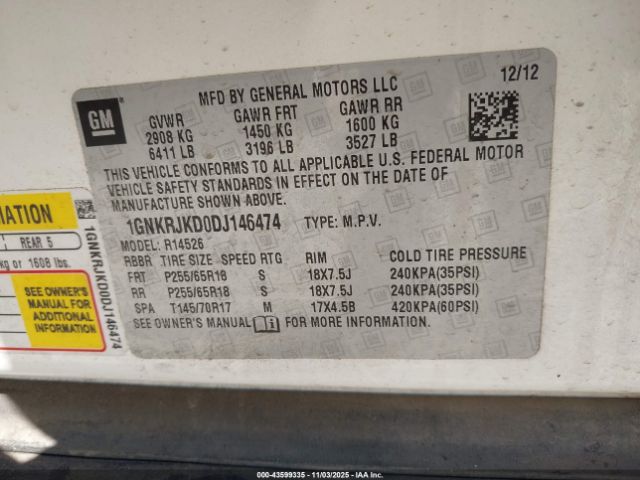 MFD BY GENERAL MOTORS LLC 12/12
GM
GVWR GAWR FRT GAWR RR
2908 KG 1450 KG 1600 KG
6411 LB 3196 LB 3527 LB
THIS VEHICLE CONFORMS TO ALL APPLICABLE U.S. FEDERAL MOTOR
VEHICLE SAFETY STANDARDS IN EFFECT ON THE DATE OF
MANUFACTURE SHOWN ABOVE.
1GNKRJKD0DJ146474 TYPE: M.P.V.
MODEL: R14526
RBBR TIRE SIZE SPEED RTG RIM COLD TIRE PRESSURE
FRT P255/65R18 S 18X7.5J 240KPA(35PSI)
RR P255/65R18 S 18X7.5J 240KPA(35PSI)
SPA T145/70R17 M 17X4.5B 420KPA(60PSI)
SEE OWNER'S MANUAL FOR MORE INFORMATION.
MATION
REAR 5
kg or 1608 lbs.
SEE OWNER'S
MANUAL FOR
ADDITIONAL
INFORMATION
1GNKRJKD0DJ146474
000-43599335 - 11/03/2025 - IAA Inc.